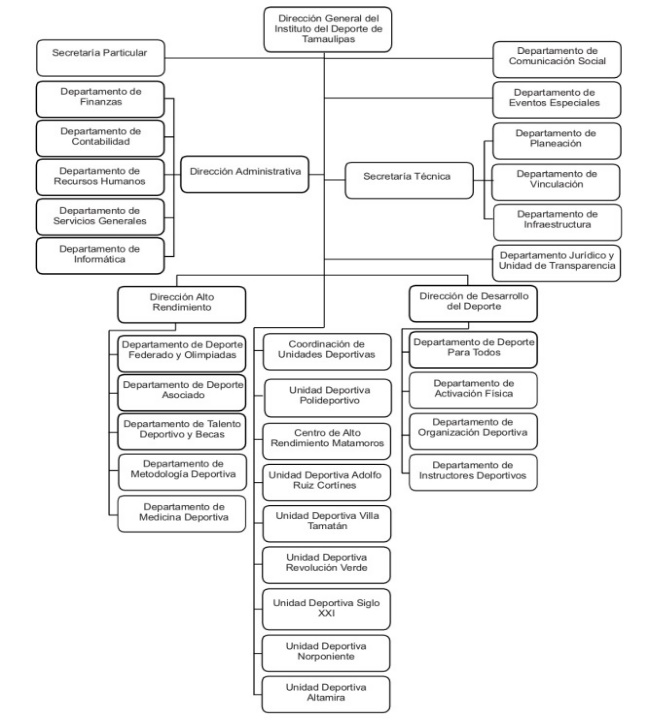 Dirección General del
Instituto del Deporte de
Tamaulipas
Secretaría Particular
Departamento de
Comunicación Social
Departamento de
Finanzas
Departamento de
Eventos Especiales
Departamento de
Contabilidad
Departamento de
Planeación
Departamento de
Recursos Humanos
Dirección Administrativa
Secretaría Técnica
Departamento de
Vinculación
Departamento de
Servicios Generales
Departamento de
Infraestructura
Departamento de
Informática
Departamento Jurídico y
Unidad de Transparencia
Dirección Alto
Rendimiento
Departamento de Deporte
Federado y Olimpiadas
Departamento de Deporte
Asociado
Departamento de Talento
Deportivo y Becas
Departamento de
Metodología Deportiva
Departamento de
Medicina Deportiva
Coordinación de
Unidades Deportivas
Unidad Deportiva
Polideportivo
Centro de Alto
Rendimiento Matamoros
Unidad Deportiva Adolfo
Ruiz Cortínes
Unidad Deportiva Villa
Tamatán
Unidad Deportiva
Revolución Verde
Unidad Deportiva Siglo
XXI
Unidad Deportiva
Norponiente
Unidad Deportiva
Altamira
Dirección de Desarrollo
del Deporte
Departamento de Deporte
Para Todos
Departamento de
Activación Física
Departamento de
Organización Deportiva
Departamento de
Instructores Deportivos